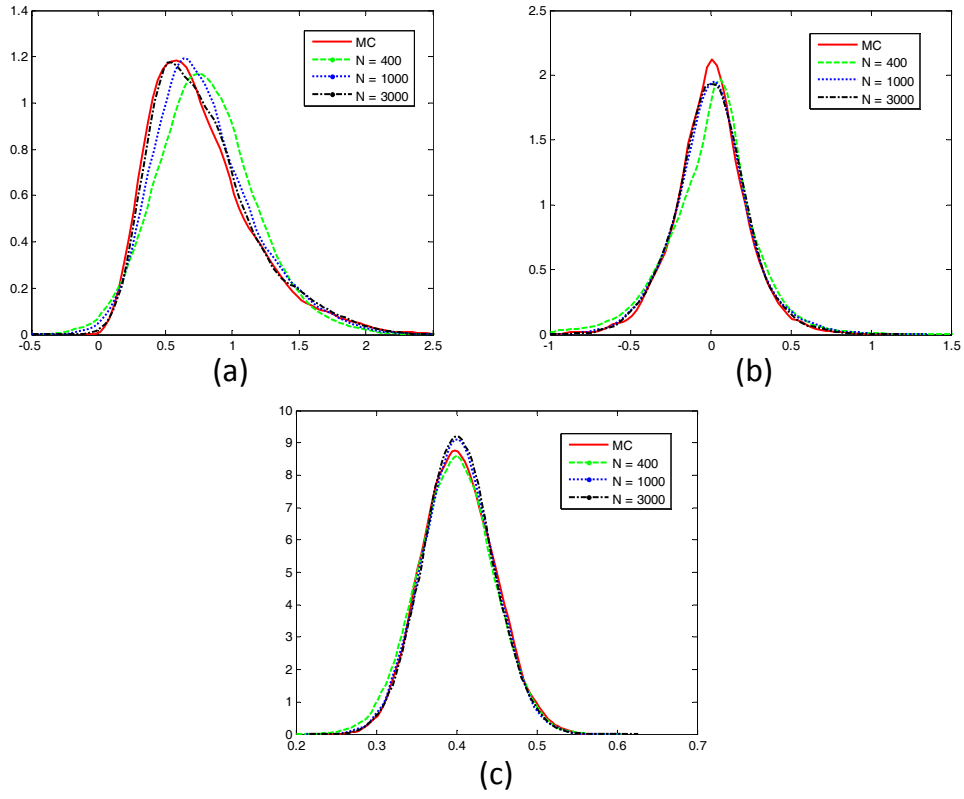 1.4
1.2
1
0.8
0.6
0.4
0.2
0
-0.5 0 0.5 1 1.5 2 2.5
MC
N = 400
N = 1000
N = 3000
(a)
2.5
2
1.5
1
0.5
0
-1 -0.5 0 0.5 1 1.5
MC
N = 400
N = 1000
N = 3000
(b)
10
9
8
7
6
5
4
3
2
1
0
0.2 0.3 0.4 0.5 0.6 0.7
MC
N = 400
N = 1000
N = 3000
(c)